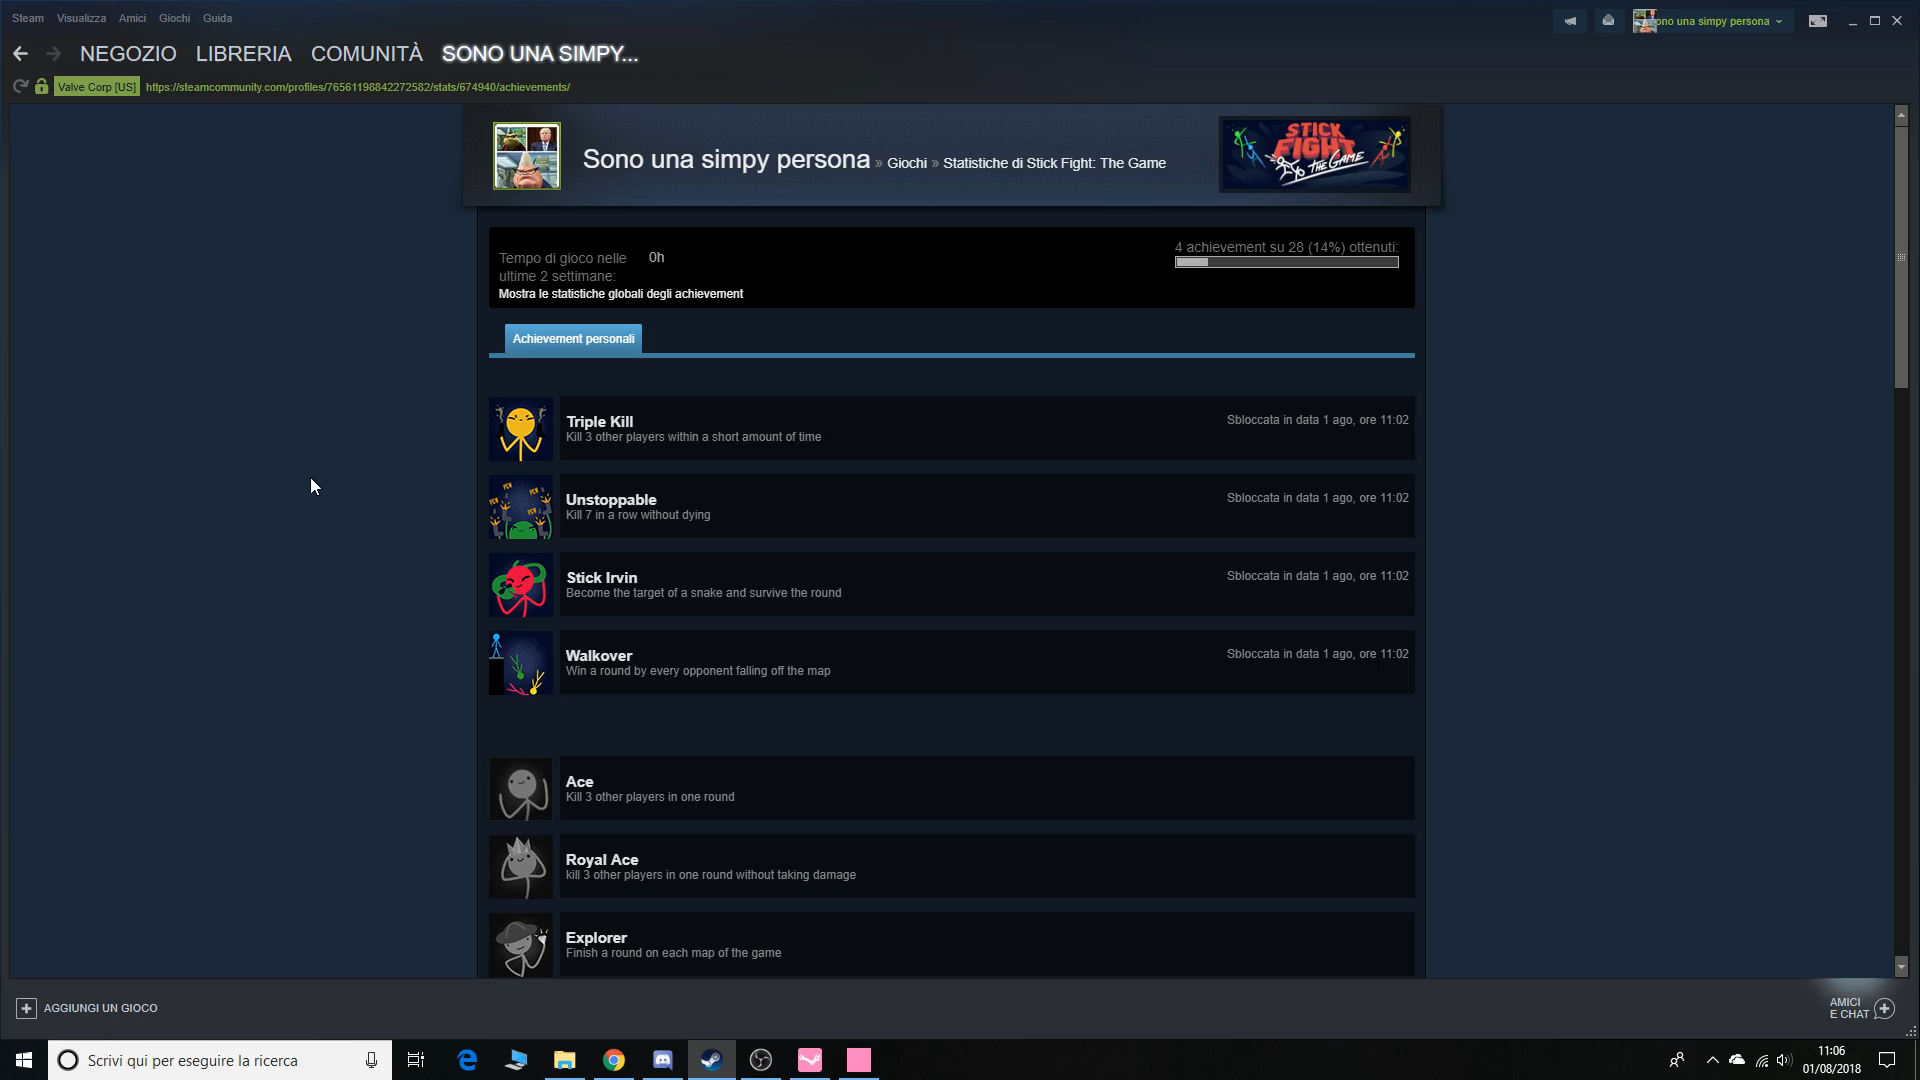 Steam Visualizza Amici Giochi Guida
ono una simpy persona
NEGOZIO LIBRERIA COMUNITÀ SONO UNA SIMPY...
Valve Corp [US] https://steamcommunity.com/profiles/76561198842272582/stats/674940/achievements/
Sono una simpy persona » Giochi » Statistiche di Stick Fight: The Game
STICK
FIGHT
THE GAME
Tempo di gioco nelle
ultime 2 settimane:
0h
4 achievement su 28 (14%) ottenuti:
Mostra le statistiche globali degli achievement
Achievement personali
Triple Kill
Kill 3 other players within a short amount of time
Sbloccata in data 1 ago, ore 11:02
Unstoppable
Kill 7 in a row without dying
Sbloccata in data 1 ago, ore 11:02
Stick Irvin
Become the target of a snake and survive the round
Sbloccata in data 1 ago, ore 11:02
Walkover
Win a round by every opponent falling off the map
Sbloccata in data 1 ago, ore 11:02
Ace
Kill 3 other players in one round
Royal Ace
kill 3 other players in one round without taking damage
Explorer
Finish a round on each map of the game
AGGIUNGI UN GIOCO
AMICI
E CHAT
Scrivi qui per eseguire la ricerca
11:06
01/08/2018